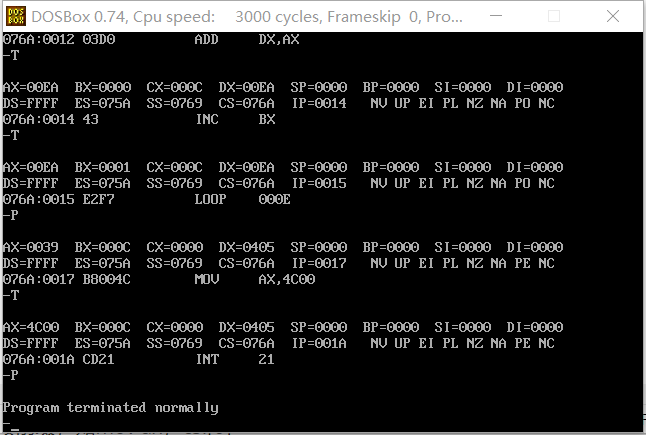 DOSBox 0.74, Cpu speed: 3000 cycles, Frameskip 0, Pro...
076A:0012 03D0 ADD DX,AX
-T
AX=00EA BX=0000 CX=000C DX=00EA SP=0000 BP=0000 SI=0000 DI=0000
DS=FFFF ES=075A SS=0769 CS=076A IP=0014 NV UP EI PL NZ NA PO NC
076A:0014 43 INC BX
-T
AX=00EA BX=0001 CX=000C DX=00EA SP=0000 BP=0000 SI=0000 DI=0000
DS=FFFF ES=075A SS=0769 CS=076A IP=0015 NV UP EI PL NZ NA PO NC
076A:0015 E2F7 LOOP 000E
-P
AX=0039 BX=000C CX=0000 DX=0405 SP=0000 BP=0000 SI=0000 DI=0000
DS=FFFF ES=075A SS=0769 CS=076A IP=0017 NV UP EI PL NZ NA PE NC
076A:0017 B8004C MOV AX,4C00
-T
AX=4C00 BX=000C CX=0000 DX=0405 SP=0000 BP=0000 SI=0000 DI=0000
DS=FFFF ES=075A SS=0769 CS=076A IP=001A NV UP EI PL NZ NA PE NC
076A:001A CD21 INT 21
-P
Program terminated normally
-_